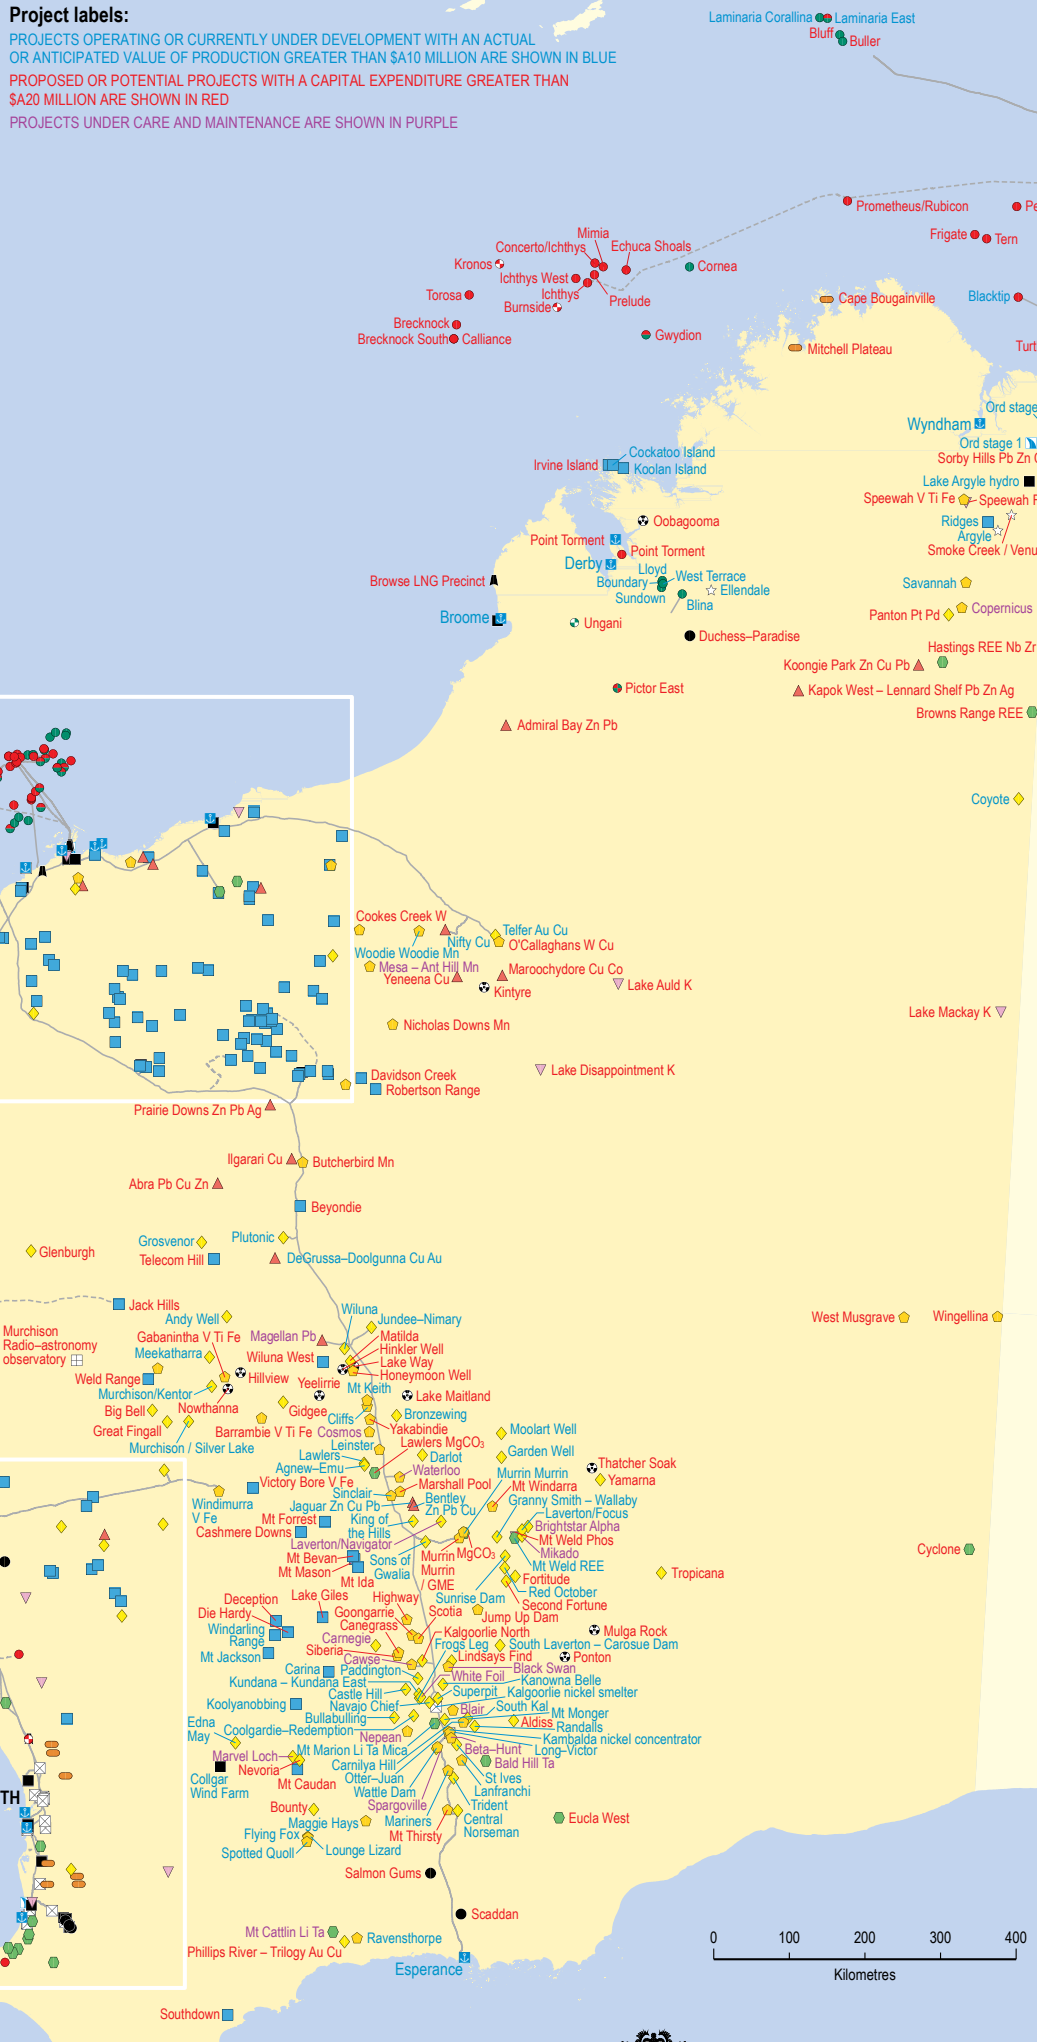 Project labels:
PROJECTS OPERATING OR CURRENTLY UNDER DEVELOPMENT WITH AN ACTUAL
OR ANTICIPATED VALUE OF PRODUCTION GREATER THAN $A10 MILLION ARE SHOWN IN BLUE
PROPOSED OR POTENTIAL PROJECTS WITH A CAPITAL EXPENDITURE GREATER THAN
$A20 MILLION ARE SHOWN IN RED
PROJECTS UNDER CARE AND MAINTENANCE ARE SHOWN IN PURPLE
Laminaria Corallina
Laminaria East
Bluff
Buller
Prometheus/Rubicon
Pe
Frigate
Tern
Mimia
Concerto/Ichthys
Echuca Shoals
Kronos
Cornea
Ichthys West
Ichthys
Prelude
Torosa
Burnside
Cape Bougainville
Blacktip
Brecknock
Brecknock South
Calliance
Gwydion
Mitchell Plateau
Turt
Ord stage
Wyndham
Ord stage 1
Cockatoo Island
Irvine Island
Koolan Island
Sorby Hills Pb Zn
Lake Argyle hydro
Speewah V Ti Fe
Speewah F
Oobagooma
Ridges
Argyle
Point Torment
Point Torment
Smoke Creek / Venu
Derby
Lloyd
West Terrace
Browse LNG Precinct
Boundary
Sundown
Ellendale
Savannah
Blina
Copernicus
Panton Pt Pd
Broome
Ungani
Duchess–Paradise
Hastings REE Nb Zr
Koongie Park Zn Cu Pb
Pictor East
Kapok West – Lennard Shelf Pb Zn Ag
Browns Range REE
Admiral Bay Zn Pb
Coyote
Cookes Creek W
Telfer Au Cu
Nifty Cu
O'Callaghans W Cu
Woodie Woodie Mn
Mesa – Ant Hill Mn
Maroochydore Cu Co
Yeneena Cu
Kintyre
Lake Auld K
Lake Mackay K
Nicholas Downs Mn
Lake Disappointment K
Davidson Creek
Robertson Range
Prairie Downs Zn Pb Ag
Ilgarari Cu
Butcherbird Mn
Abra Pb Cu Zn
Beyondie
Plutonic
Grosvenor
Glenburgh
Telecom Hill
DeGrussa–Doolgunna Cu Au
Jack Hills
Wiluna
Andy Well
Jundee–Nimary
West Musgrave
Wingellina
Murchison
Radio–astronomy
observatory
Gabanintha V Ti Fe
Magellan Pb
Matilda
Hinkler Well
Meekatharra
Wiluna West
Lake Way
Honeymoon Well
Weld Range
Hillview
Yeelirrie
Mt Keith
Murchison/Kentor
Lake Maitland
Nowthanna
Big Bell
Gidgee
Cliffs
Bronzewing
Great Fingall
Barrambie V Ti Fe
Cosmos
Yakabindie
Moolart Well
Murchison / Silver Lake
Leinster
Lawlers MgCO3
Lawlers
Darlot
Garden Well
Agnew–Emu
Waterloo
Thatcher Soak
Murrin Murrin
Victory Bore V Fe
Marshall Pool
Mt Windarra
Yamarna
Sinclair
Windimurra
V Fe
Jaguar Zn Cu Pb
Bentley
Zn Pb Cu
Granny Smith – Wallaby
Laverton/Focus
Mt Forrest
King of
the Hills
Brightstar Alpha
Cashmere Downs
Laverton/Navigator
Mt Weld Phos
Mikado
Cyclone
Mt Bevan
Sons of
Gwalia
Murrin
Murrin
/ GME
MgCO3
Mt Weld REE
Mt Mason
Tropicana
Mt Ida
Fortitude
Red October
Sunrise Dam
Second Fortune
Lake Giles
Highway
Deception
Die Hardy
Goongarrie
Scotia
Jump Up Dam
Windarling
Range
Canegrass
Kalgoorlie North
Mulga Rock
Carnegie
Frogs Leg
South Laverton – Carosue Dam
Siberia
Lindsays Find
Ponton
Mt Jackson
Cawse
Black Swan
Carina
Paddington
White Foil
Kanowna Belle
Kundana – Kundana East
Superpit
Kalgoorlie nickel smelter
Castle Hill
Koolyanobbing
Navajo Chief
Blair
South Kal
Mt Monger
Bullabulling
Aldiss
Randalls
Edna
May
Coolgardie–Redemption
Nepean
Kambalda nickel concentrator
Marvel Loch
Mt Marion Li Ta Mica
Beta–Hunt
Long–Victor
Nevoria
Carnilya Hill
Bald Hill Ta
Collgar
Wind Farm
Mt Caudan
Otter–Juan
St Ives
Wattle Dam
Lanfranchi
Bounty
Spargoville
Trident
Maggie Hays
Mariners
Central
Norseman
Eucla West
Flying Fox
Mt Thirsty
Spotted Quoll
Lounge Lizard
TH
Salmon Gums
Scaddan
Mt Cattlin Li Ta
Ravensthorpe
Phillips River – Trilogy Au Cu
Esperance
0 100 200 300 400
Kilometres
Southdown